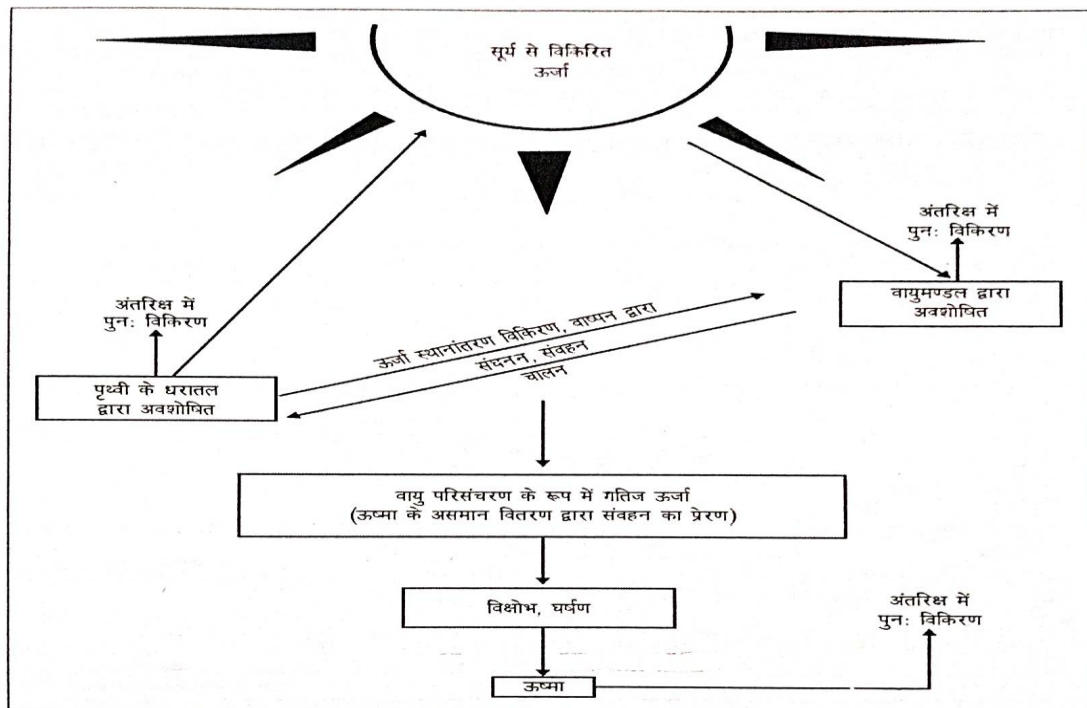 सूर्य से विकिरित
ऊर्जा
अंतरिक्ष में
पुनः विकिरण
वायुमण्डल द्वारा
अवशोषित
अंतरिक्ष में
पुनः विकिरण
पृथ्वी के धरातल
द्वारा अवशोषित
ऊर्जा स्थानांतरण विकिरण, वाष्पन द्वारा
संघनन, संवहन
चालन
वायु परिसंचरण के रूप में गतिज ऊर्जा
(ऊष्मा के असमान वितरण द्वारा संवहन का प्रेरण)
विक्षोभ, घर्षण
अंतरिक्ष में
पुनः विकिरण
ऊष्मा